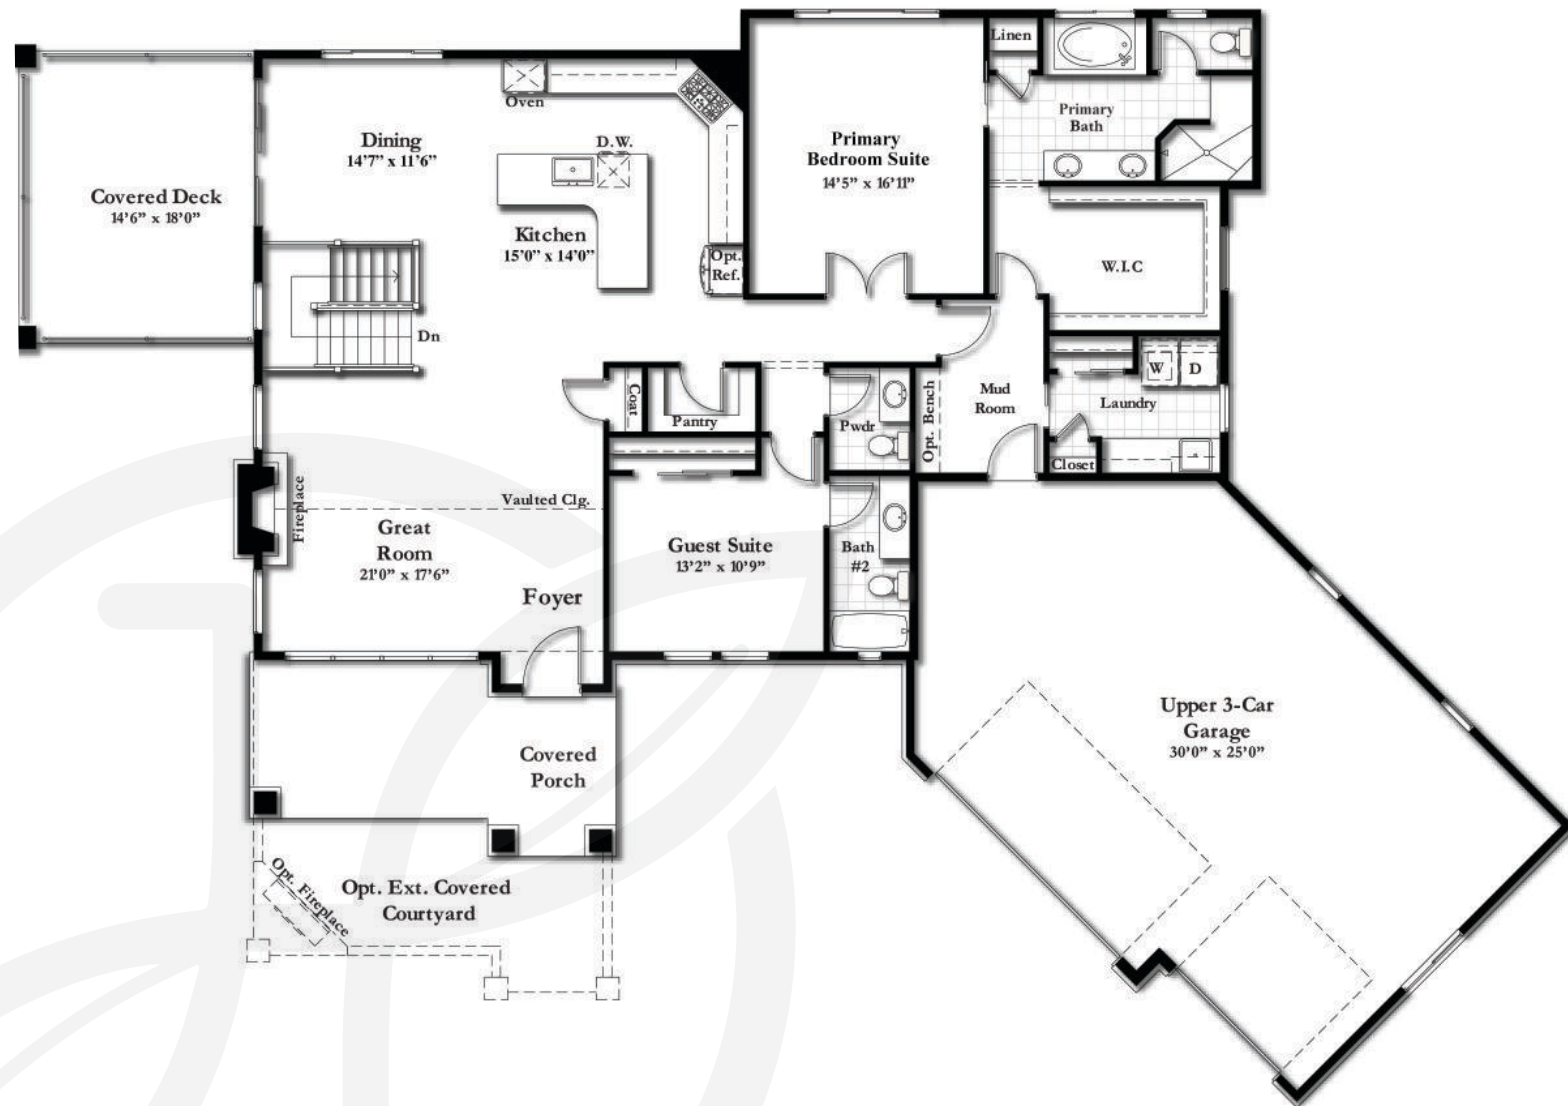 Linen
Primary
Bath
Oven
D.W.
Dining
14'7" x 11'6"
Primary
Bedroom Suite
14'5" x 16'11"
Covered Deck
14'6" x 18'0"
Kitchen
15'0" x 14'0"
Opt.
Ref.
W.I.C
Dn
W
D
Coat
Pantry
Pwdr
Opt. Bench
Mud
Room
Laundry
Closet
Fireplace
Vaulted Clg.
Great
Room
21'0" x 17'6"
Guest Suite
13'2" x 10'9"
Bath
#2
Foyer
Upper 3-Car
Garage
30'0" x 25'0"
Covered
Porch
Opt. Fireplace
Opt. Ext. Covered
Courtyard